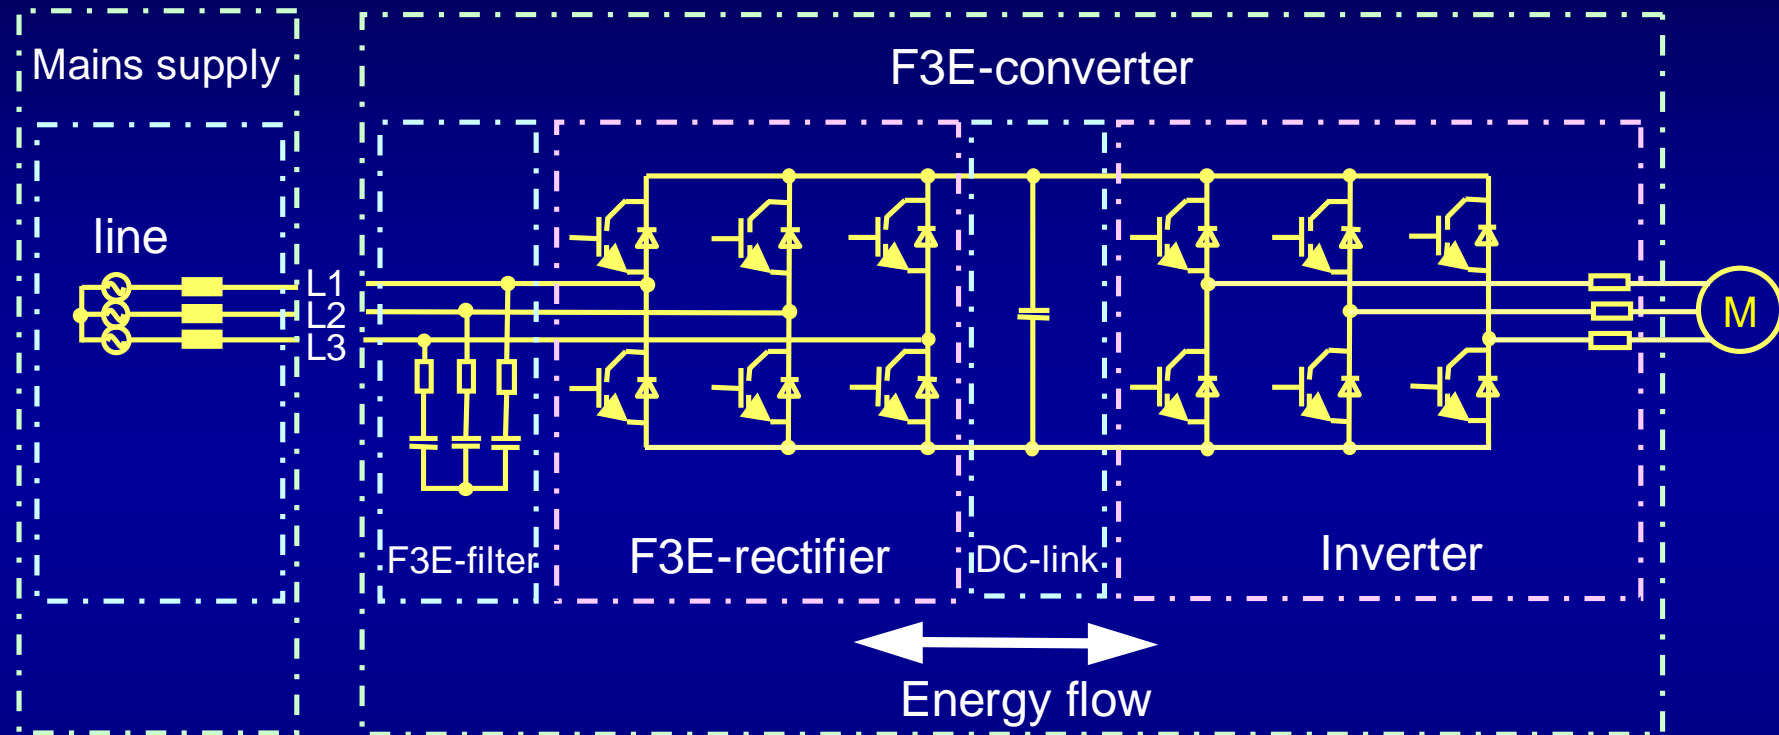 Mains supply
F3E-converter
line
L1
L2
L3
M
F3E-filter
F3E-rectifier
DC-link
Inverter
Energy flow